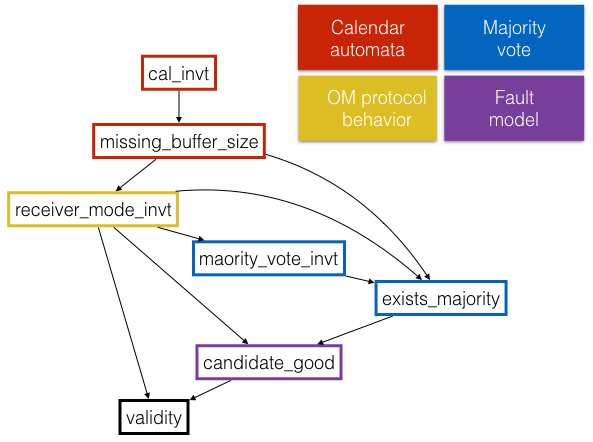 Calendar
automata
Majority
vote
OM protocol
behavior
Fault
model
cal_invt
missing_buffer_size
receiver_mode_invt
maority_vote_invt
exists_majority
candidate_good
validity